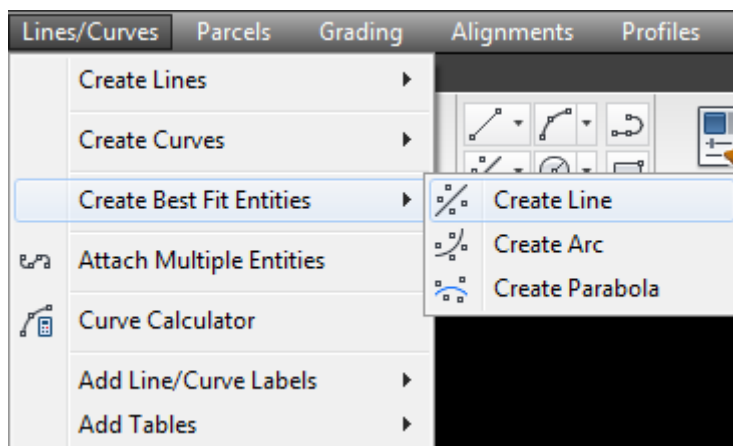 Lines/Curves Parcels Grading Alignments Profiles
Create Lines
Create Curves
Create Best Fit Entities
Create Line
Create Arc
Create Parabola
Attach Multiple Entities
Curve Calculator
Add Line/Curve Labels
Add Tables